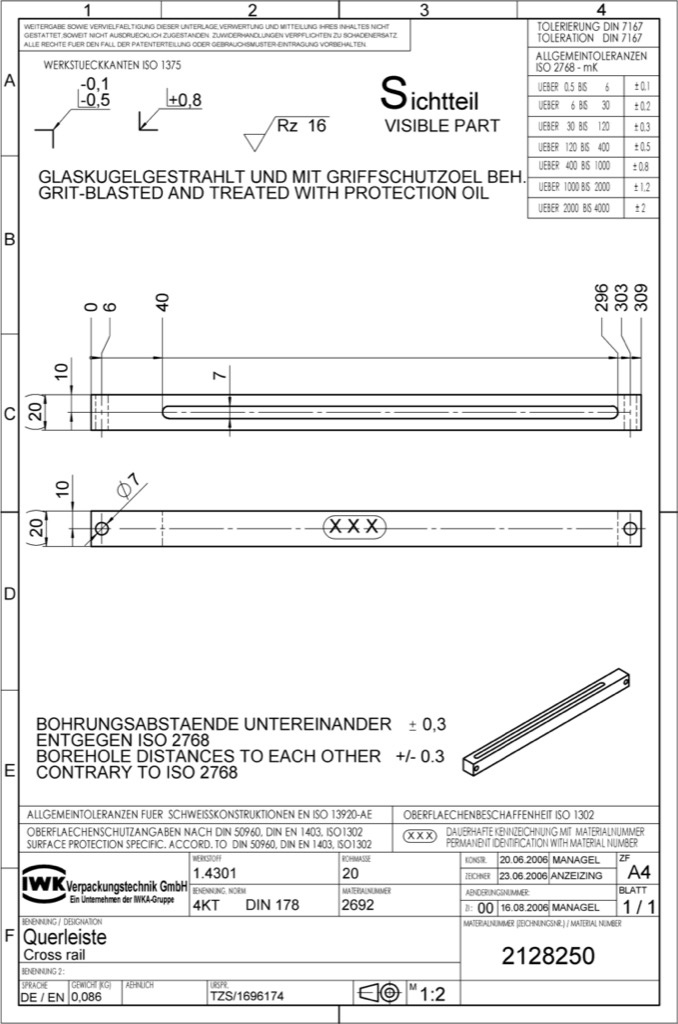 1 2 3 4
WEITERGABE SOWIE VERVIELFAELTIGUNG DIESER UNTERLAGE,VERWERTUNG UND MITTEILUNG IHRES INHALTES NICHT
GESTATTET,SOWEIT NICHT AUSDRUECKLICH ZUGESTANDEN. ZUWIDERHANDLUNGEN VERPFLICHTEN ZU SCHADENERSATZ.
ALLE RECHTE FUER DEN FALL DER PATENTERTEILUNG ODER GEBRAUCHSMUSTER-EINTRAGUNG VORBEHALTEN.
TOLERIERUNG DIN 7167
TOLERATION DIN 7167
ALLGEMEINTOLERANZEN
ISO 2768 - mK
UEBER 0.5 BIS 6 ±0,1
UEBER 6 BIS 30 ±0,2
UEBER 30 BIS 120 ±0,3
UEBER 120 BIS 400 ±0,5
UEBER 400 BIS 1000 ±0,8
UEBER 1000 BIS 2000 ±1,2
UEBER 2000 BIS 4000 ±2
A
WERKSTUECKKANTEN ISO 1375
-0,1
-0,5
+0,8
Rz 16
Sichtteil
VISIBLE PART
GLASKUGELGESTRAHLT UND MIT GRIFFSCHUTZOEL BEH.
GRIT-BLASTED AND TREATED WITH PROTECTION OIL
B
0 6 40 296 303 309
10
7
C
20
10
Ø7
20
XXX
D
BOHRUNGSABSTAENDE UNTEREINANDER ± 0,3
ENTGEGEN ISO 2768
BOREHOLE DISTANCES TO EACH OTHER +/- 0.3
CONTRARY TO ISO 2768
E
ALLGEMEINTOLERANZEN FUER SCHWEISSKONSTRUKTIONEN EN ISO 13920-AE
OBERFLAECHENBESCHAFFENHEIT ISO 1302
OBERFLAECHENSCHUTZANGABEN NACH DIN 50960, DIN EN 1403, ISO1302
SURFACE PROTECTION SPECIFIC. ACCORD. TO DIN 50960, DIN EN 1403, ISO1302
XXX
DAUERHAFTE KENNZEICHNUNG MIT MATERIALNUMMER
PERMANENT IDENTIFICATION WITH MATERIAL NUMBER
IWK Verpackungstechnik GmbH
Ein Unternehmen der IWKA-Gruppe
WERKSTOFF
1.4301
ROHMASSE
20
BENENNUNG. NORM
4KT DIN 178
MATERIALNUMMER
2692
KONSTR. 20.06.2006 MANAGEL
ZEICHNER 23.06.2006 ANZEIZING
AENDERUNGSNUMMER:
ZI: 00 16.08.2006 MANAGEL
ZF
A4
BLATT
1 / 1
F
BENENNUNG / DESIGNATION
Querleiste
Cross rail
BENENNUNG 2 :
MATERIALNUMMER (ZEICHNUNGSNR.) / MATERIAL NUMBER
2128250
SPRACHE
DE / EN
GEWICHT (KG)
0,086
AEHNLICH
URSPR.
TZS/1696174
M 1:2